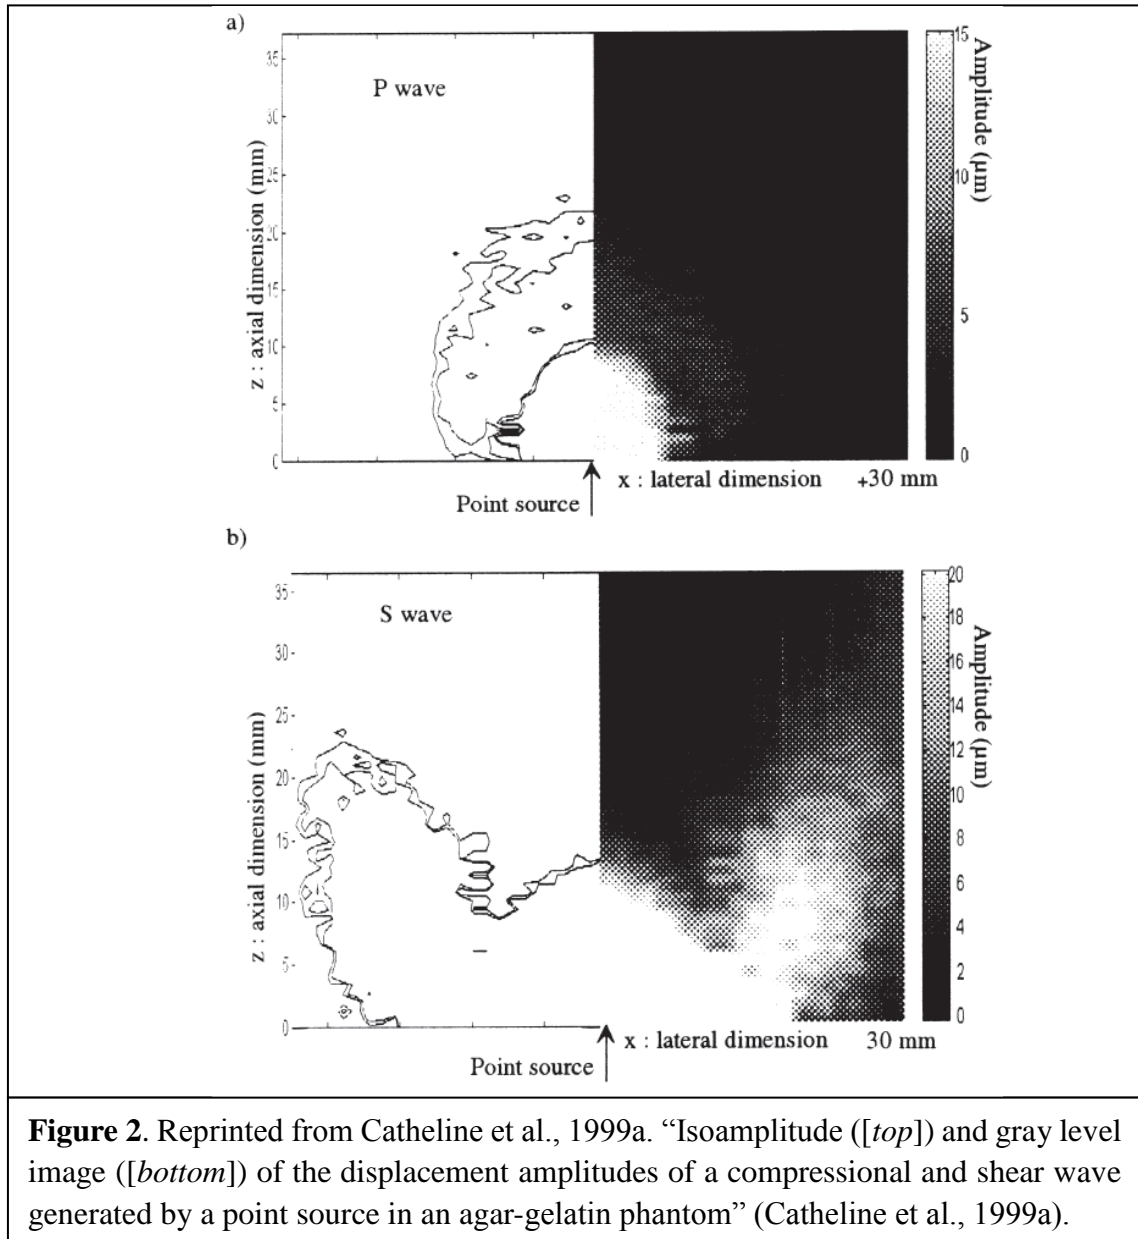 a)
P wave
z : axial dimension (mm)
35
30
25
20
15
10
5
0
Amplitude (μm)
15
10
5
0
x : lateral dimension +30 mm
Point source
b)
S wave
z : axial dimension (mm)
35-
30-
25-
20-
15-
10-
5-
0-
Amplitude (μm)
20
18
16
14
12
10
8
6
4
2
0
x : lateral dimension 30 mm
Point source
Figure 2. Reprinted from Catheline et al., 1999a. “Isoamplitude ([top]) and gray level
image ([bottom]) of the displacement amplitudes of a compressional and shear wave
generated by a point source in an agar-gelatin phantom” (Catheline et al., 1999a).